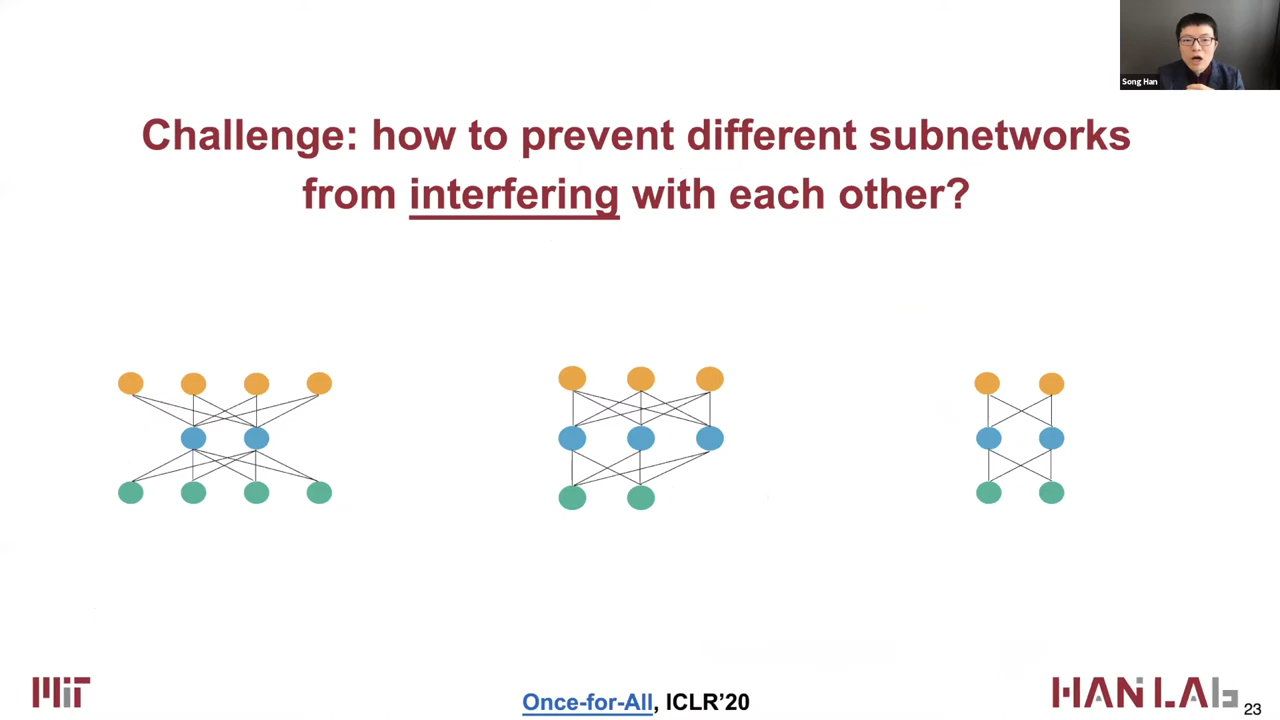 Song Han
Challenge: how to prevent different subnetworks
from interfering with each other?
MIT
Once-for-All, ICLR'20
HAN LAB
23